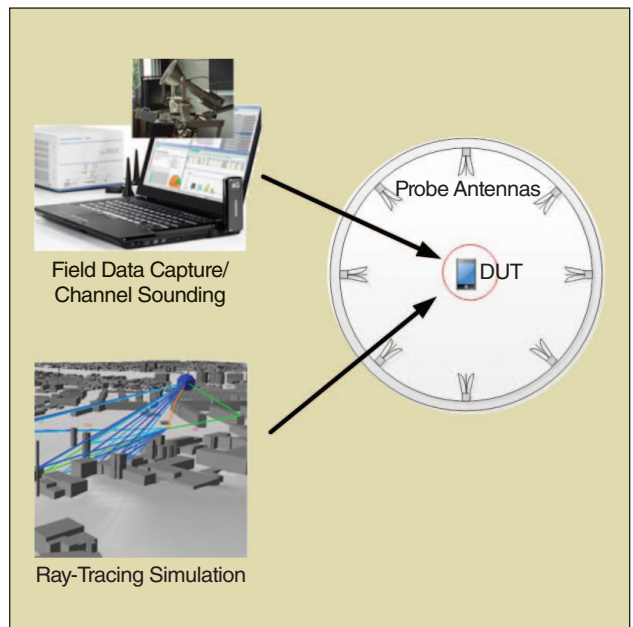 Field Data Capture/
Channel Sounding
Probe Antennas
DUT
Ray-Tracing Simulation